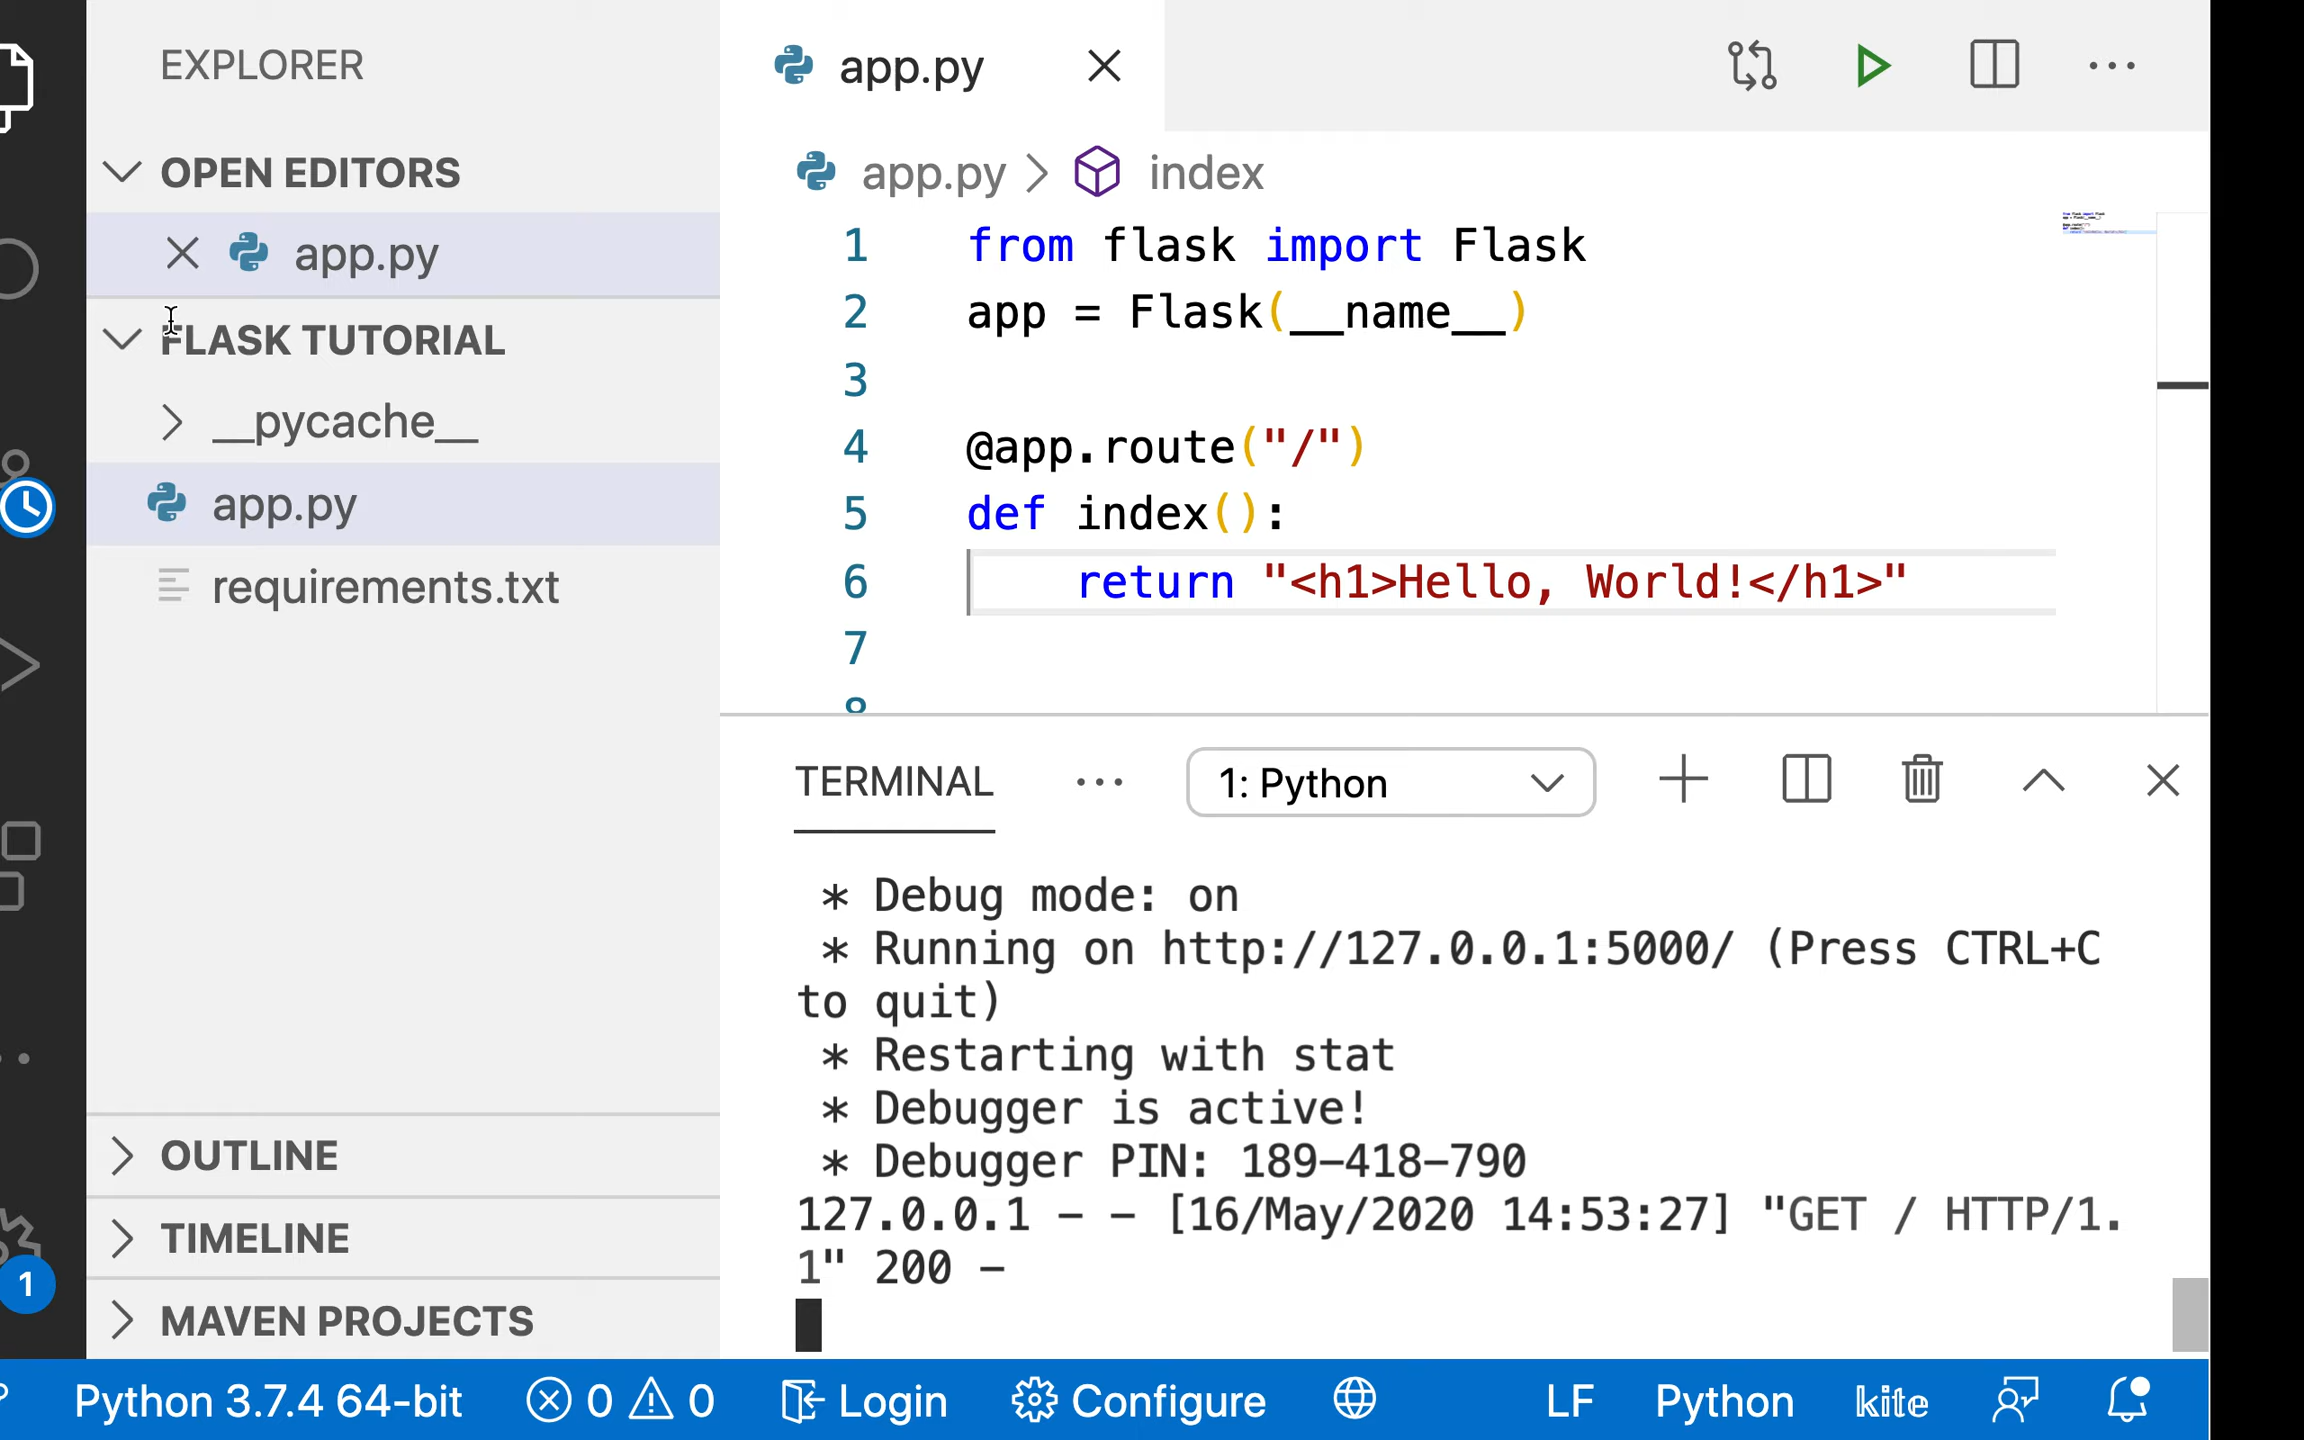 EXPLORER
OPEN EDITORS
app.py
FLASK TUTORIAL
__pycache__
app.py
requirements.txt
OUTLINE
TIMELINE
MAVEN PROJECTS
1
app.py
app.py > index
1 from flask import Flask
2 app = Flask(__name__)
3
4 @app.route("/")
5 def index():
6     return "<h1>Hello, World!</h1>"
7
8
TERMINAL ... 1: Python
* Debug mode: on
* Running on http://127.0.0.1:5000/ (Press CTRL+C
to quit)
* Restarting with stat
* Debugger is active!
* Debugger PIN: 189-418-790
127.0.0.1 - - [16/May/2020 14:53:27] "GET / HTTP/1.
1" 200 -
Python 3.7.4 64-bit 0 0 Login Configure LF Python kite